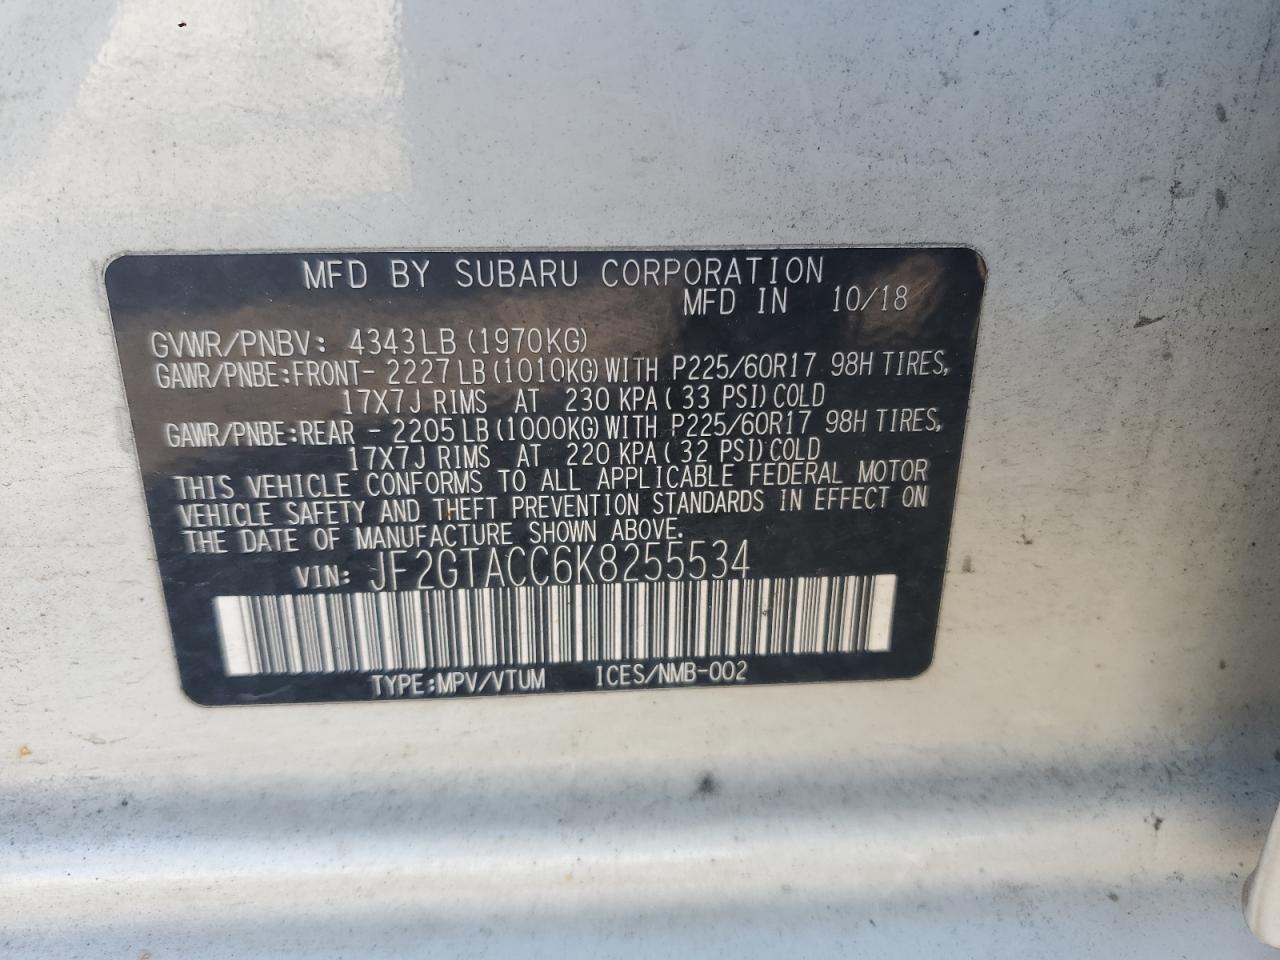 MFD BY SUBARU CORPORATION
MFD IN 10/18
GVWR/PNBV: 4343LB(1970KG)
GAWR/PNBE:FRONT- 2227LB(1010KG)WITH P225/60R17 98H TIRES,
17X7J RIMS AT 230 KPA( 33 PSI)COLD
GAWR/PNBE:REAR - 2205LB(1000KG)WITH P225/60R17 98H TIRES,
17X7J RIMS AT 220 KPA( 32 PSI)COLD
THIS VEHICLE CONFORMS TO ALL APPLICABLE FEDERAL MOTOR
VEHICLE SAFETY AND THEFT PREVENTION STANDARDS IN EFFECT ON
THE DATE OF MANUFACTURE SHOWN ABOVE.
VIN: JF2GTACC6K8255534
TYPE:MPV/VTUM ICES/NMB-002